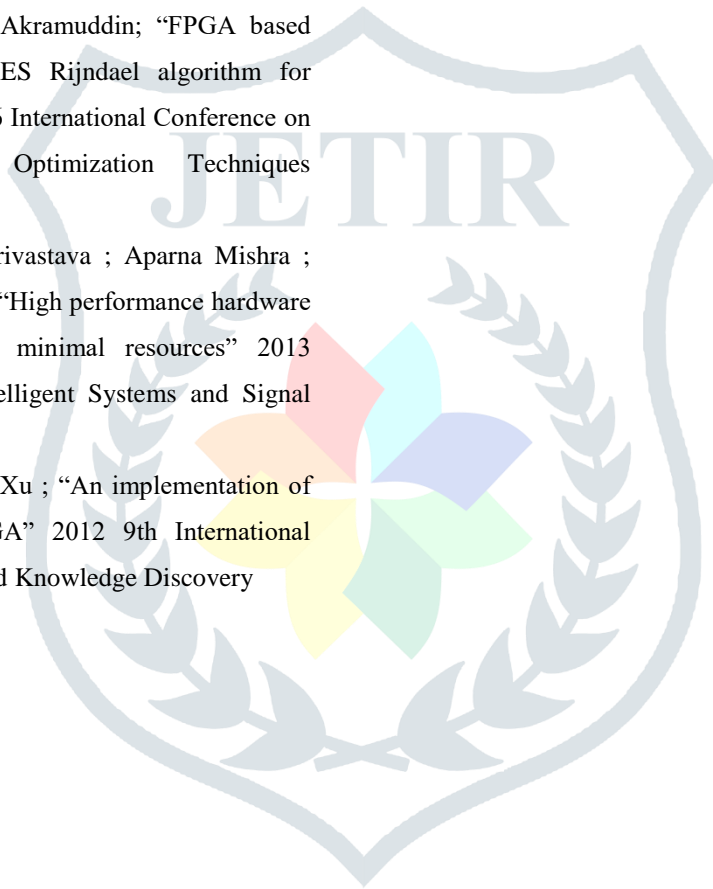 Akramuddin; “FPGA based
ES Rijndael algorithm for
6 International Conference on
Optimization Techniques
JETIR
rivastava ; Aparna Mishra ;
“High performance hardware
minimal resources” 2013
elligent Systems and Signal
Xu ; “An implementation of
GA” 2012 9th International
d Knowledge Discovery